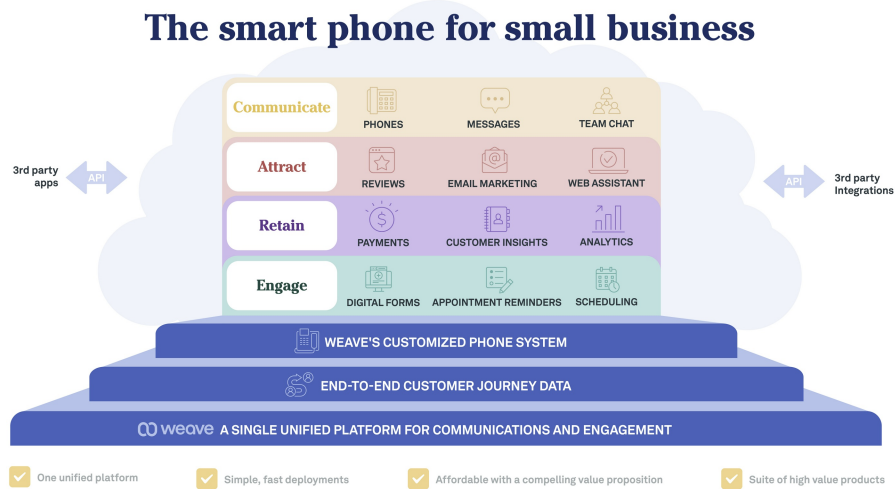 The smart phone for small business
Communicate
PHONES
MESSAGES
TEAM CHAT
Attract
REVIEWS
EMAIL MARKETING
WEB ASSISTANT
Retain
PAYMENTS
CUSTOMER INSIGHTS
ANALYTICS
Engage
DIGITAL FORMS
APPOINTMENT REMINDERS
SCHEDULING
3rd party
apps
API
API
3rd party
Integrations
WEAVE'S CUSTOMIZED PHONE SYSTEM
END-TO-END CUSTOMER JOURNEY DATA
weave A SINGLE UNIFIED PLATFORM FOR COMMUNICATIONS AND ENGAGEMENT
One unified platform
Simple, fast deployments
Affordable with a compelling value proposition
Suite of high value products